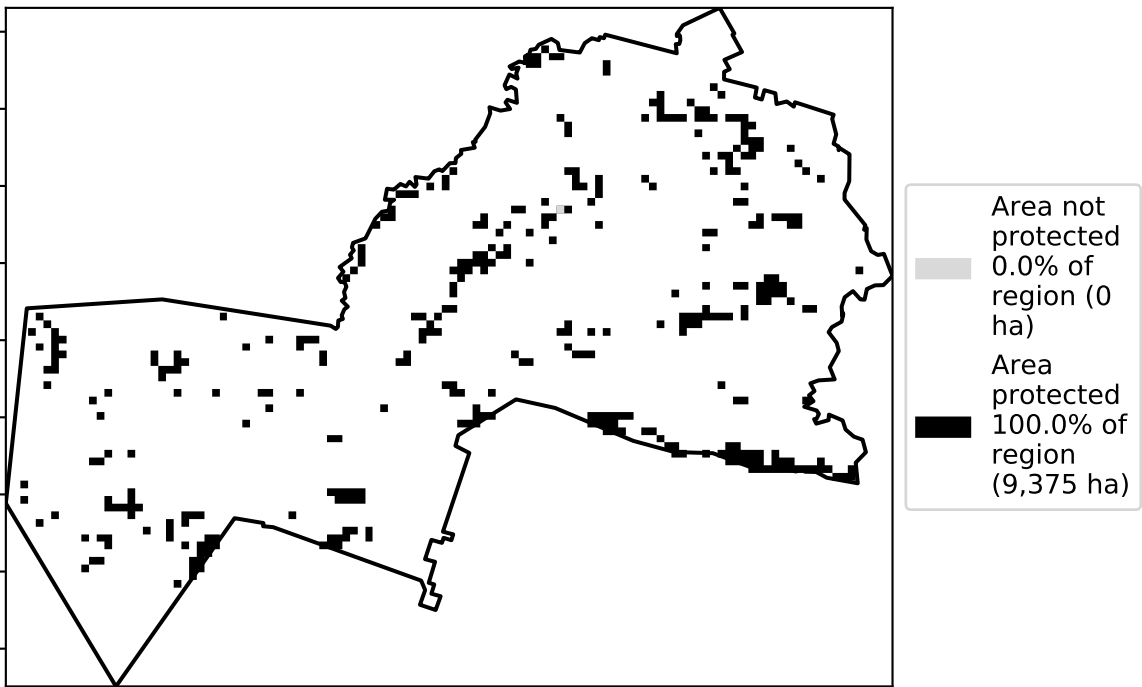 Area not
protected
0.0% of
region (0
ha)
Area
protected
100.0% of
region
(9,375 ha)